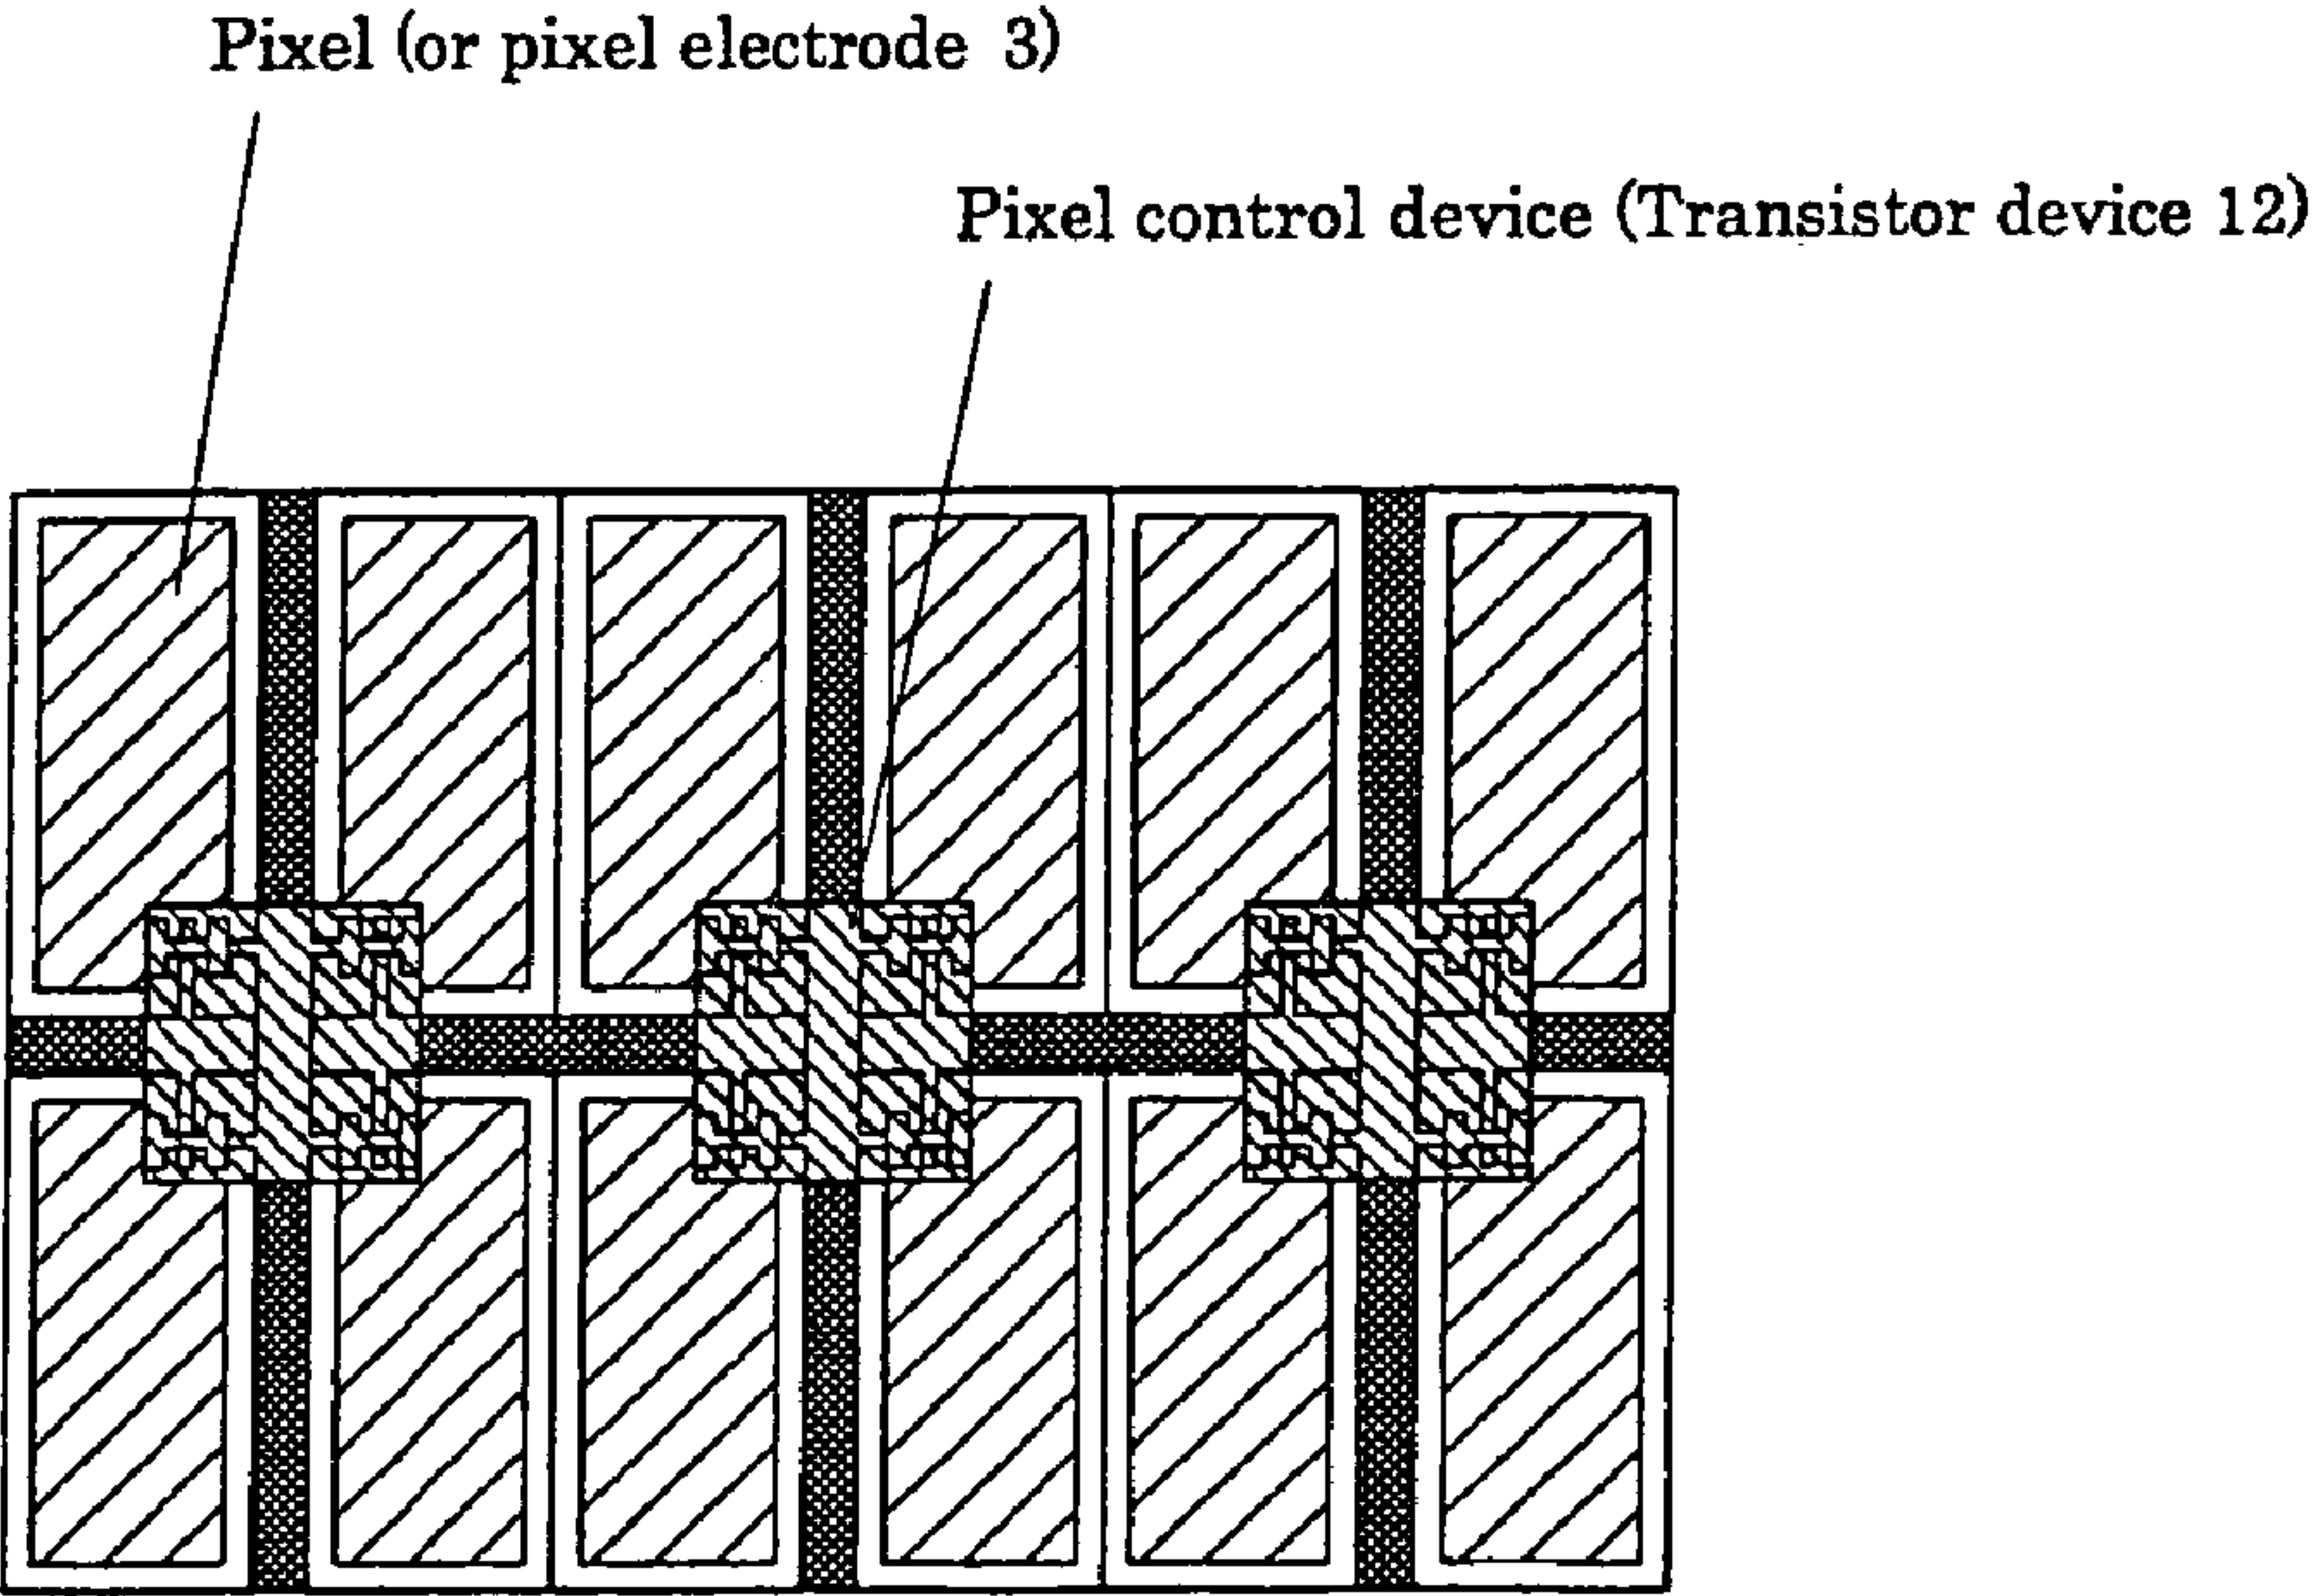 Pixel (or pixel electrode 3)
Pixel control device (Transistor device 12)